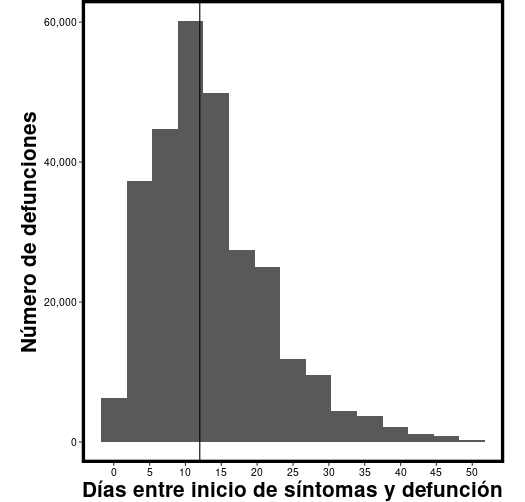 Número de defunciones
60,000
40,000
20,000
0
0 5 10 15 20 25 30 35 40 45 50
Días entre inicio de síntomas y defunción